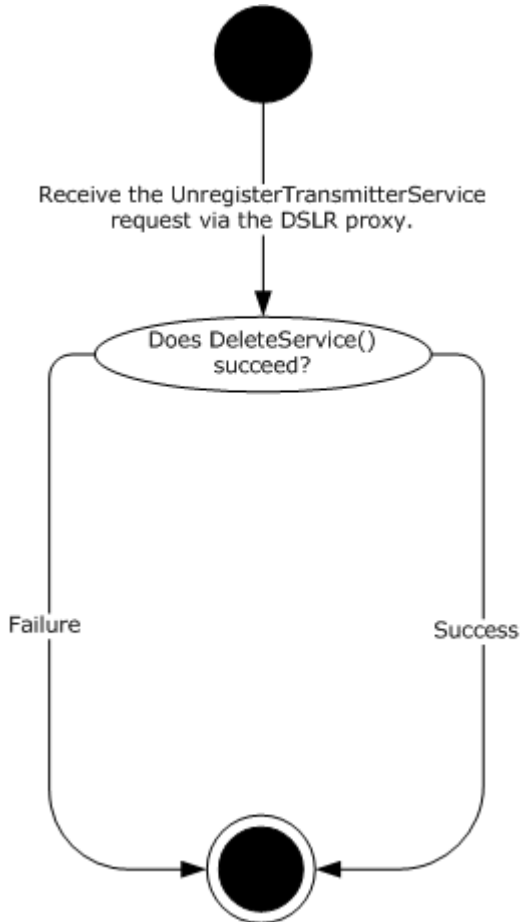 Receive the UnregisterTransmitterService
request via the DSLR proxy.
Does DeleteService()
succeed?
Failure
Success